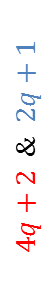 4q + 2 & 2q + 1